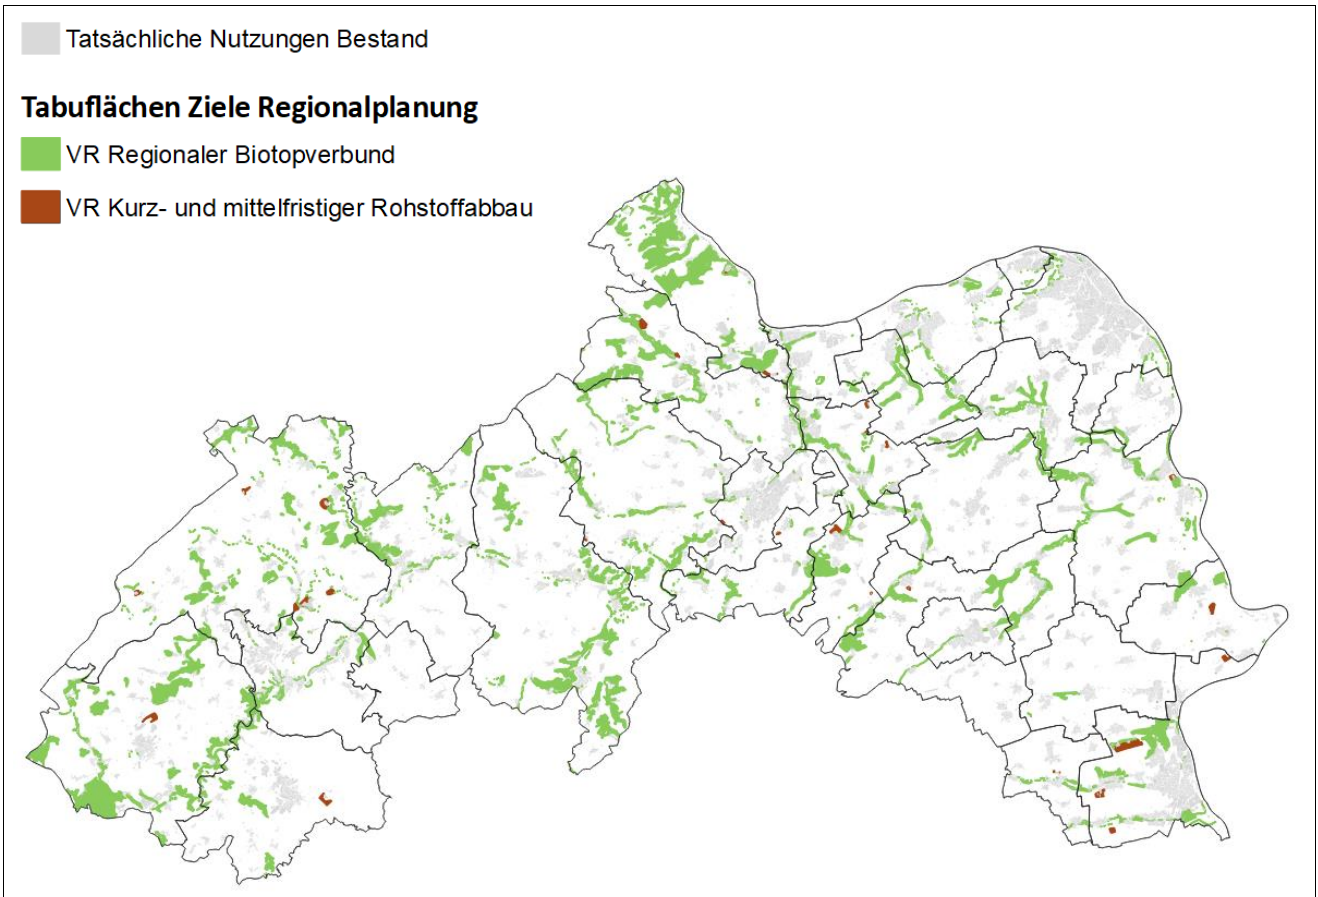 Tatsächliche Nutzungen Bestand
Tabuflächen Ziele Regionalplanung
VR Regionaler Biotopverbund
VR Kurz- und mittelfristiger Rohstoffabbau